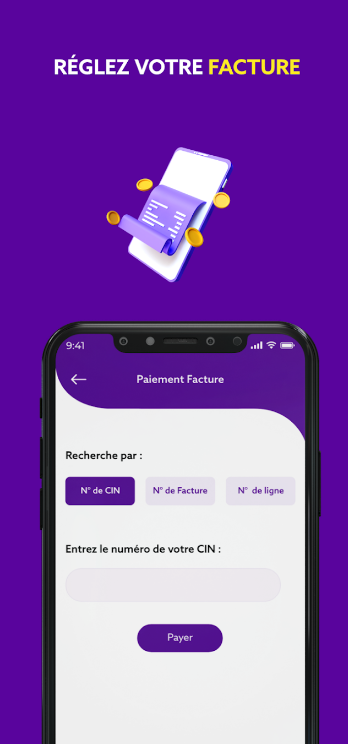 RÉGLEZ VOTRE FACTURE
9:41
Paiement Facture
Recherche par :
N° de CIN
N° de Facture
N° de ligne
Entrez le numéro de votre CIN :
Payer